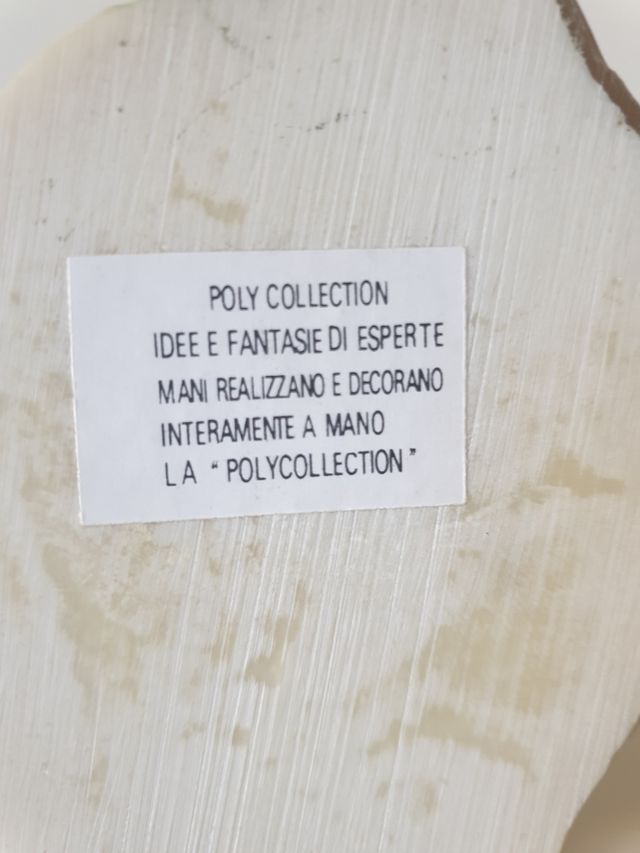 POLY COLLECTION
IDEE E FANTASIE DI ESPERTE
MANI REALIZZANO E DECORANO
INTERAMENTE A MANO
LA “ POLYCOLLECTION ”